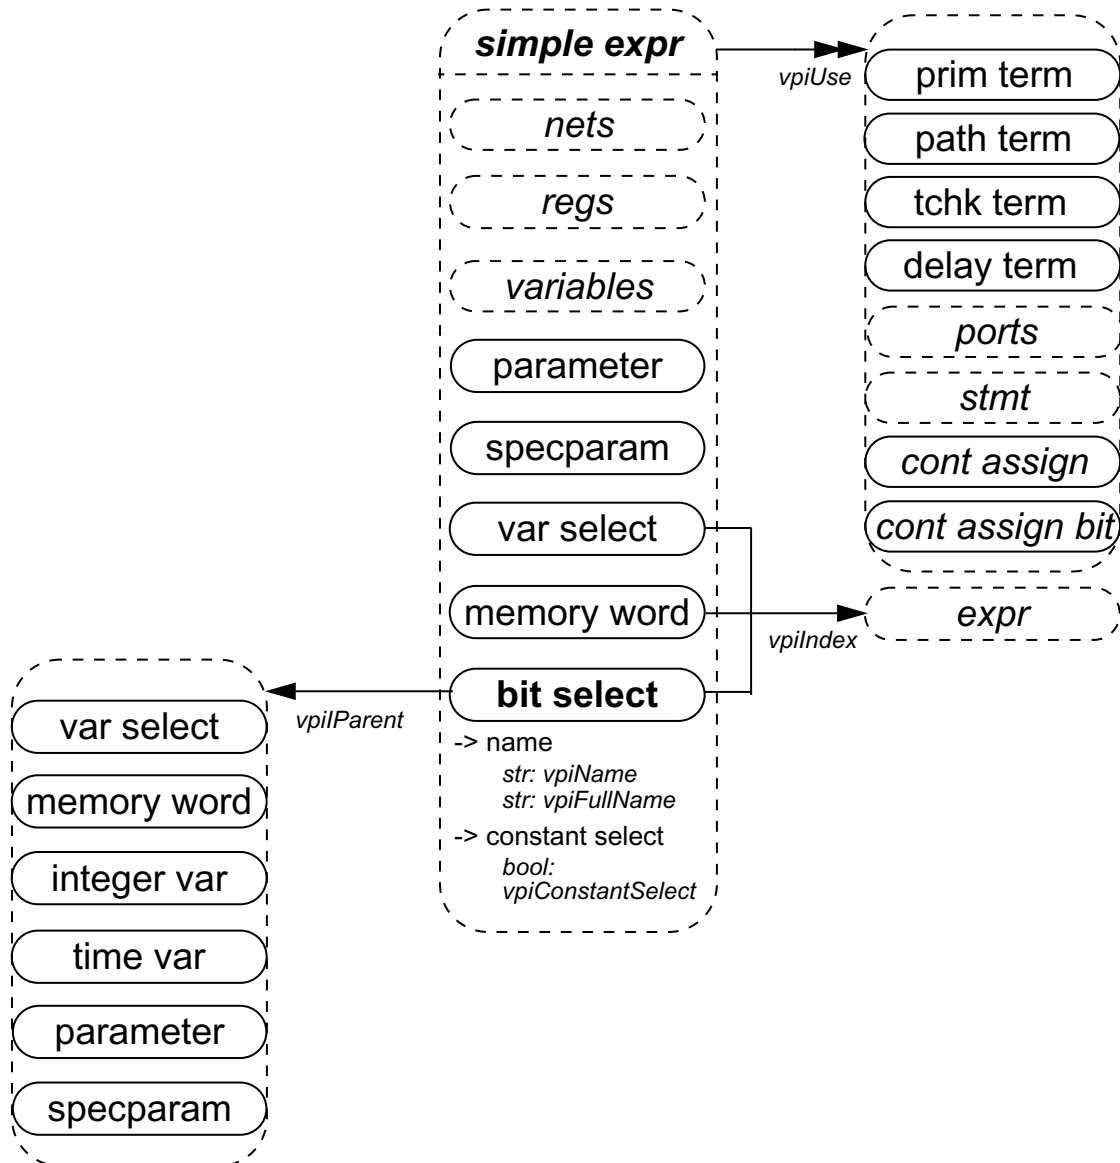 simple expr
nets
regs
variables
parameter
specparam
var select
memory word
bit select
-> name
str: vpiName
str: vpiFullName
-> constant select
bool:
vpiConstantSelect
vpiUse
prim term
path term
tchk term
delay term
ports
stmt
cont assign
cont assign bit
vpiIndex
expr
vpiIParent
var select
memory word
integer var
time var
parameter
specparam